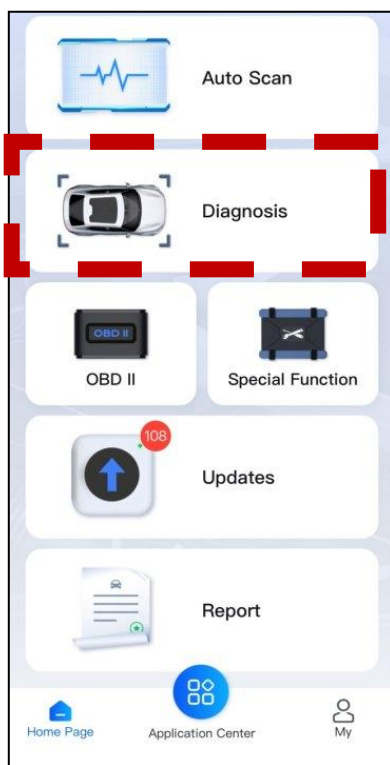 Auto Scan
Diagnosis
OBD II
OBD II
Special Function
108
Updates
Report
Home Page
Application Center
My